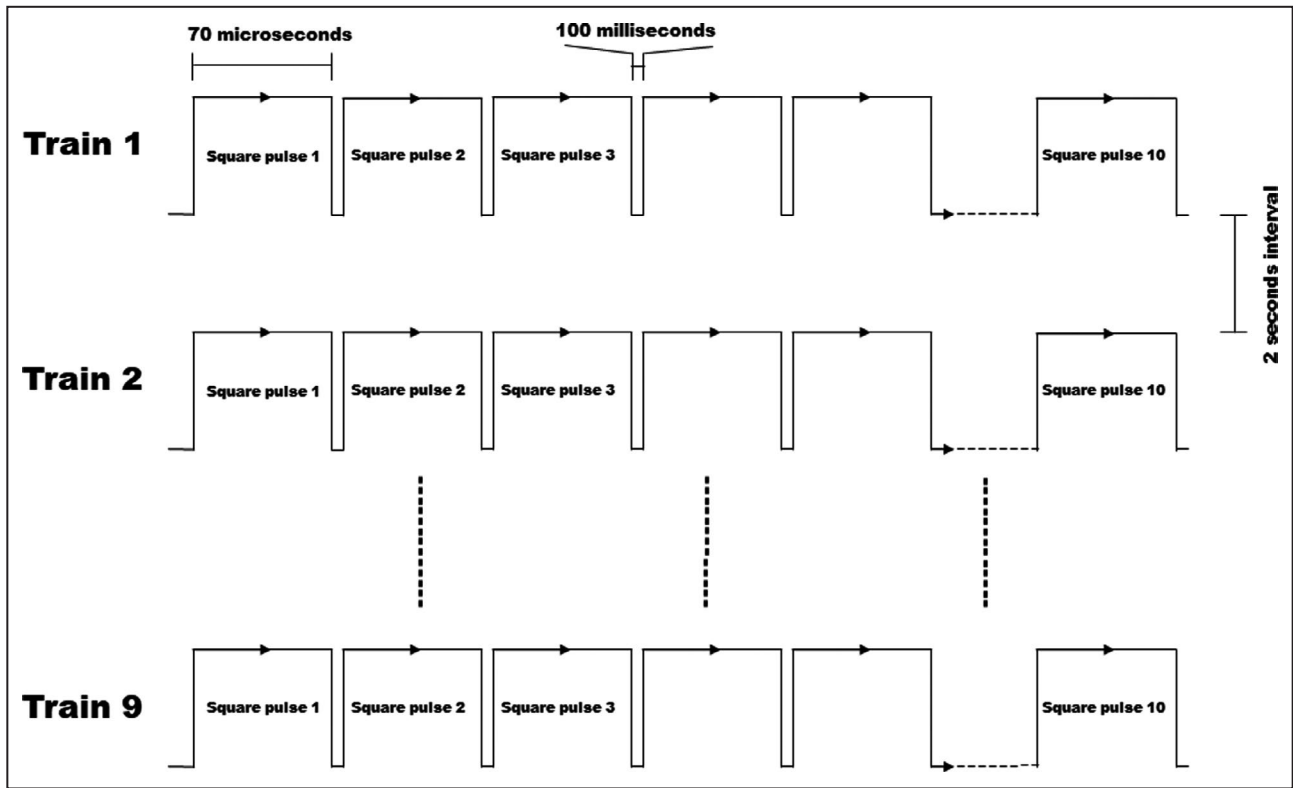 70 microseconds
100 milliseconds
Train 1
Square pulse 1
Square pulse 2
Square pulse 3
Square pulse 10
2 seconds interval
Train 2
Square pulse 1
Square pulse 2
Square pulse 3
Square pulse 10
Train 9
Square pulse 1
Square pulse 2
Square pulse 3
Square pulse 10